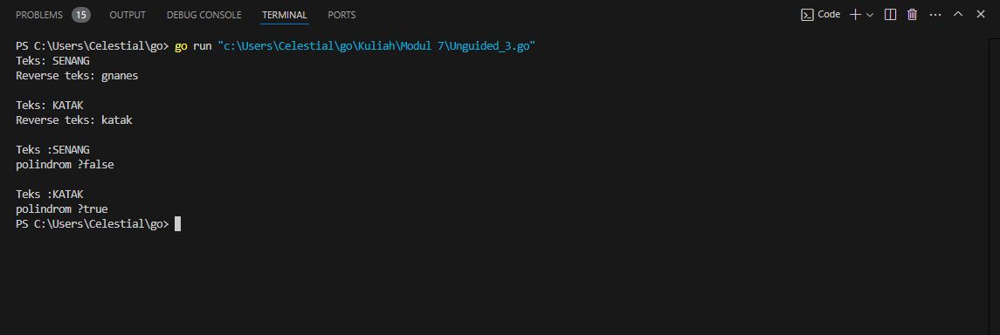 PROBLEMS 15 OUTPUT DEBUG CONSOLE TERMINAL PORTS Code
PS C:\Users\Celestial\go> go run "c:\Users\Celestial\go\Kuliah\Modul 7\Unguided_3.go"
Teks: SENANG
Reverse teks: gnanes
Teks: KATAK
Reverse teks: katak
Teks :SENANG
polindrom ?false
Teks :KATAK
polindrom ?true
PS C:\Users\Celestial\go>